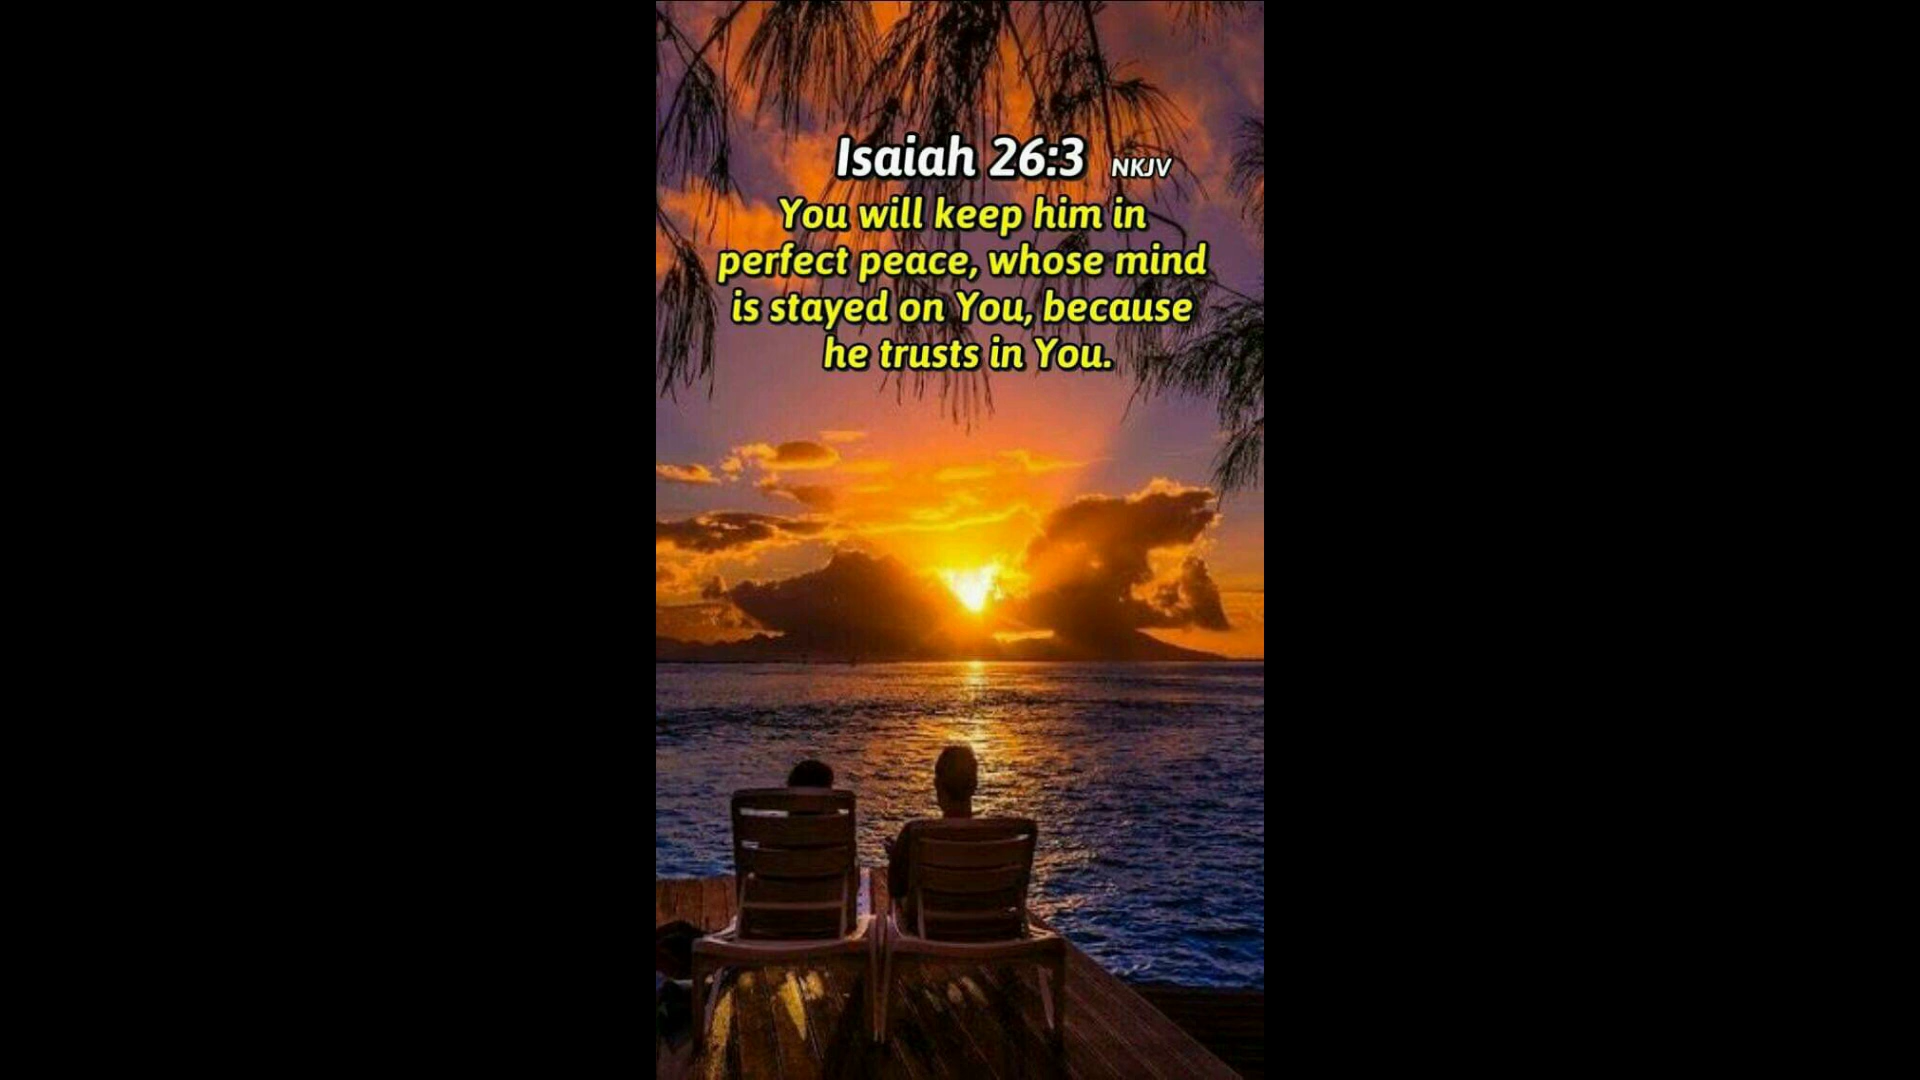 Isaiah 26:3 NKJV
You will keep him in
perfect peace, whose mind
is stayed on You, because
he trusts in You.